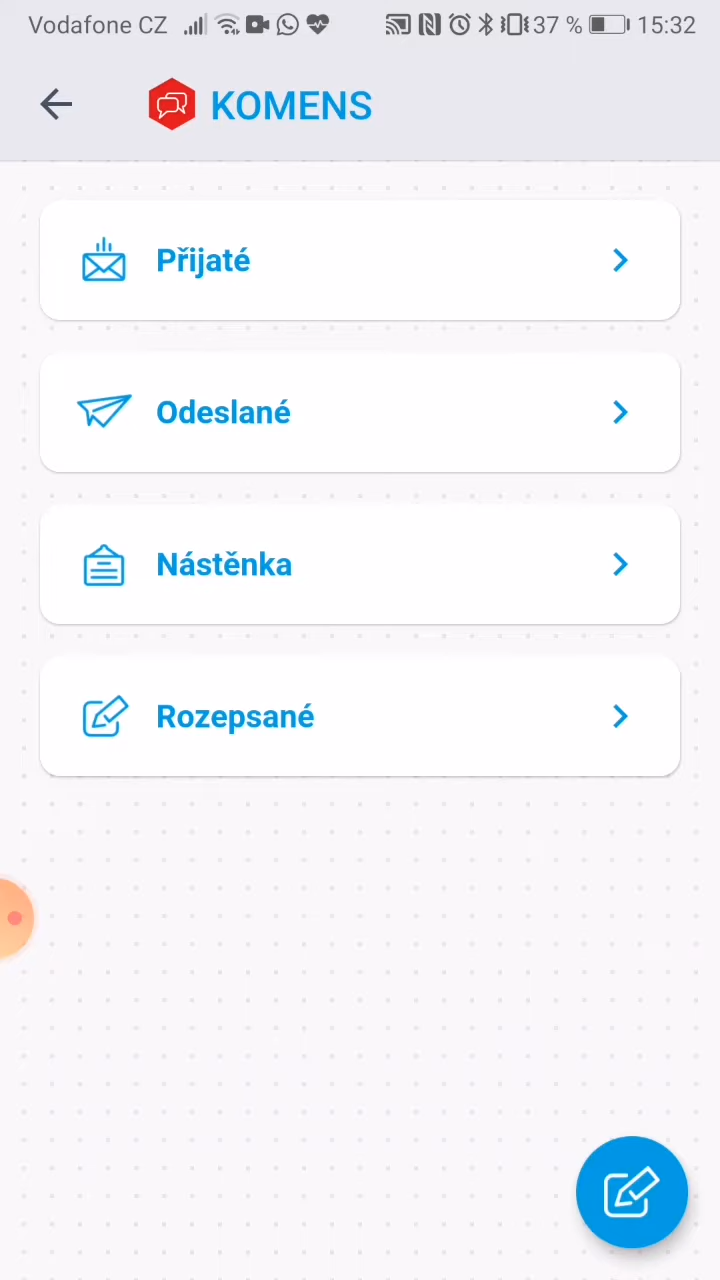 Vodafone CZ 37 % 15:32
KOMENS
Přijaté
Odeslané
Nástěnka
Rozepsané